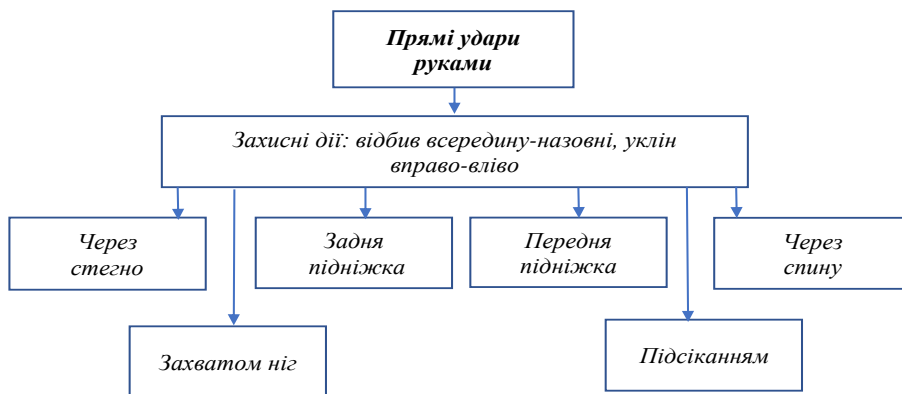 Прямі удари
руками
Захисні дії: відбив всередину-назовні, уклін
вправо-вліво
Через
стегно
Задня
підніжка
Передня
підніжка
Через
спину
Захватом ніг
Підсіканням